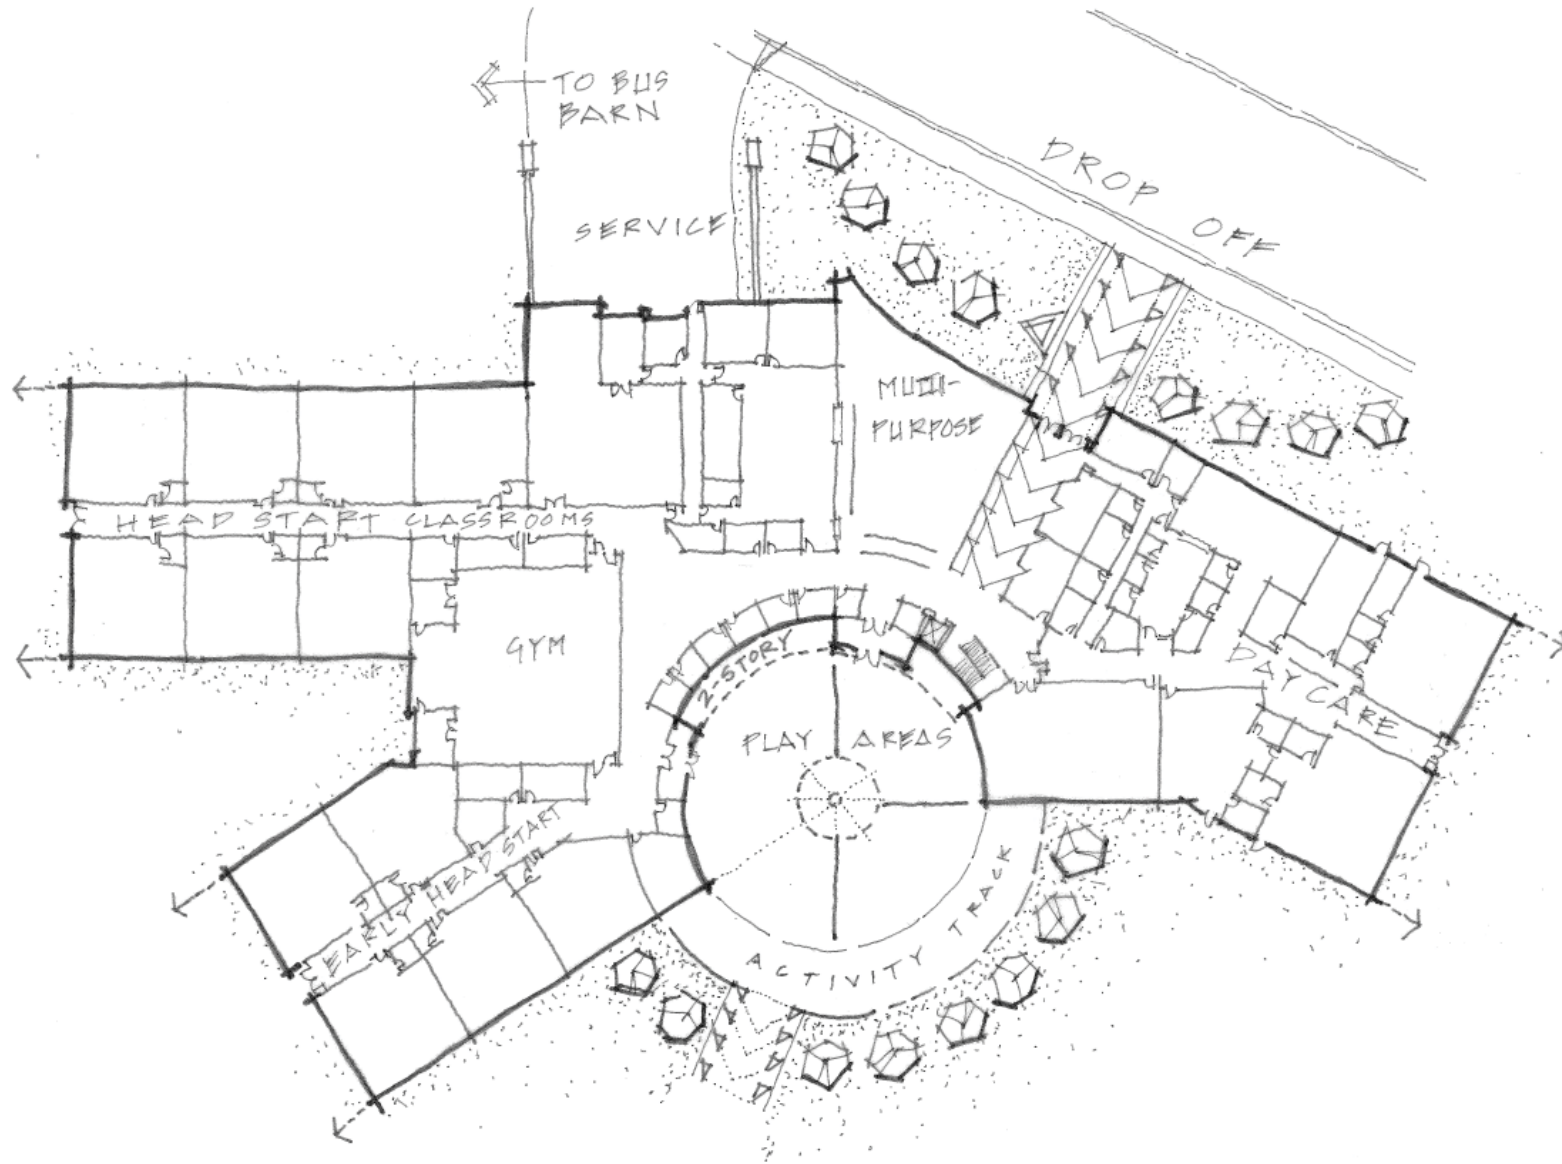 TO BUS
BARN
DROP OFF
SERVICE
MULTI-
PURPOSE
HEAD START CLASSROOMS
GYM
2-STORY
DAYCARE
PLAY AREAS
EARLY HEAD START
ACTIVITY TRACK